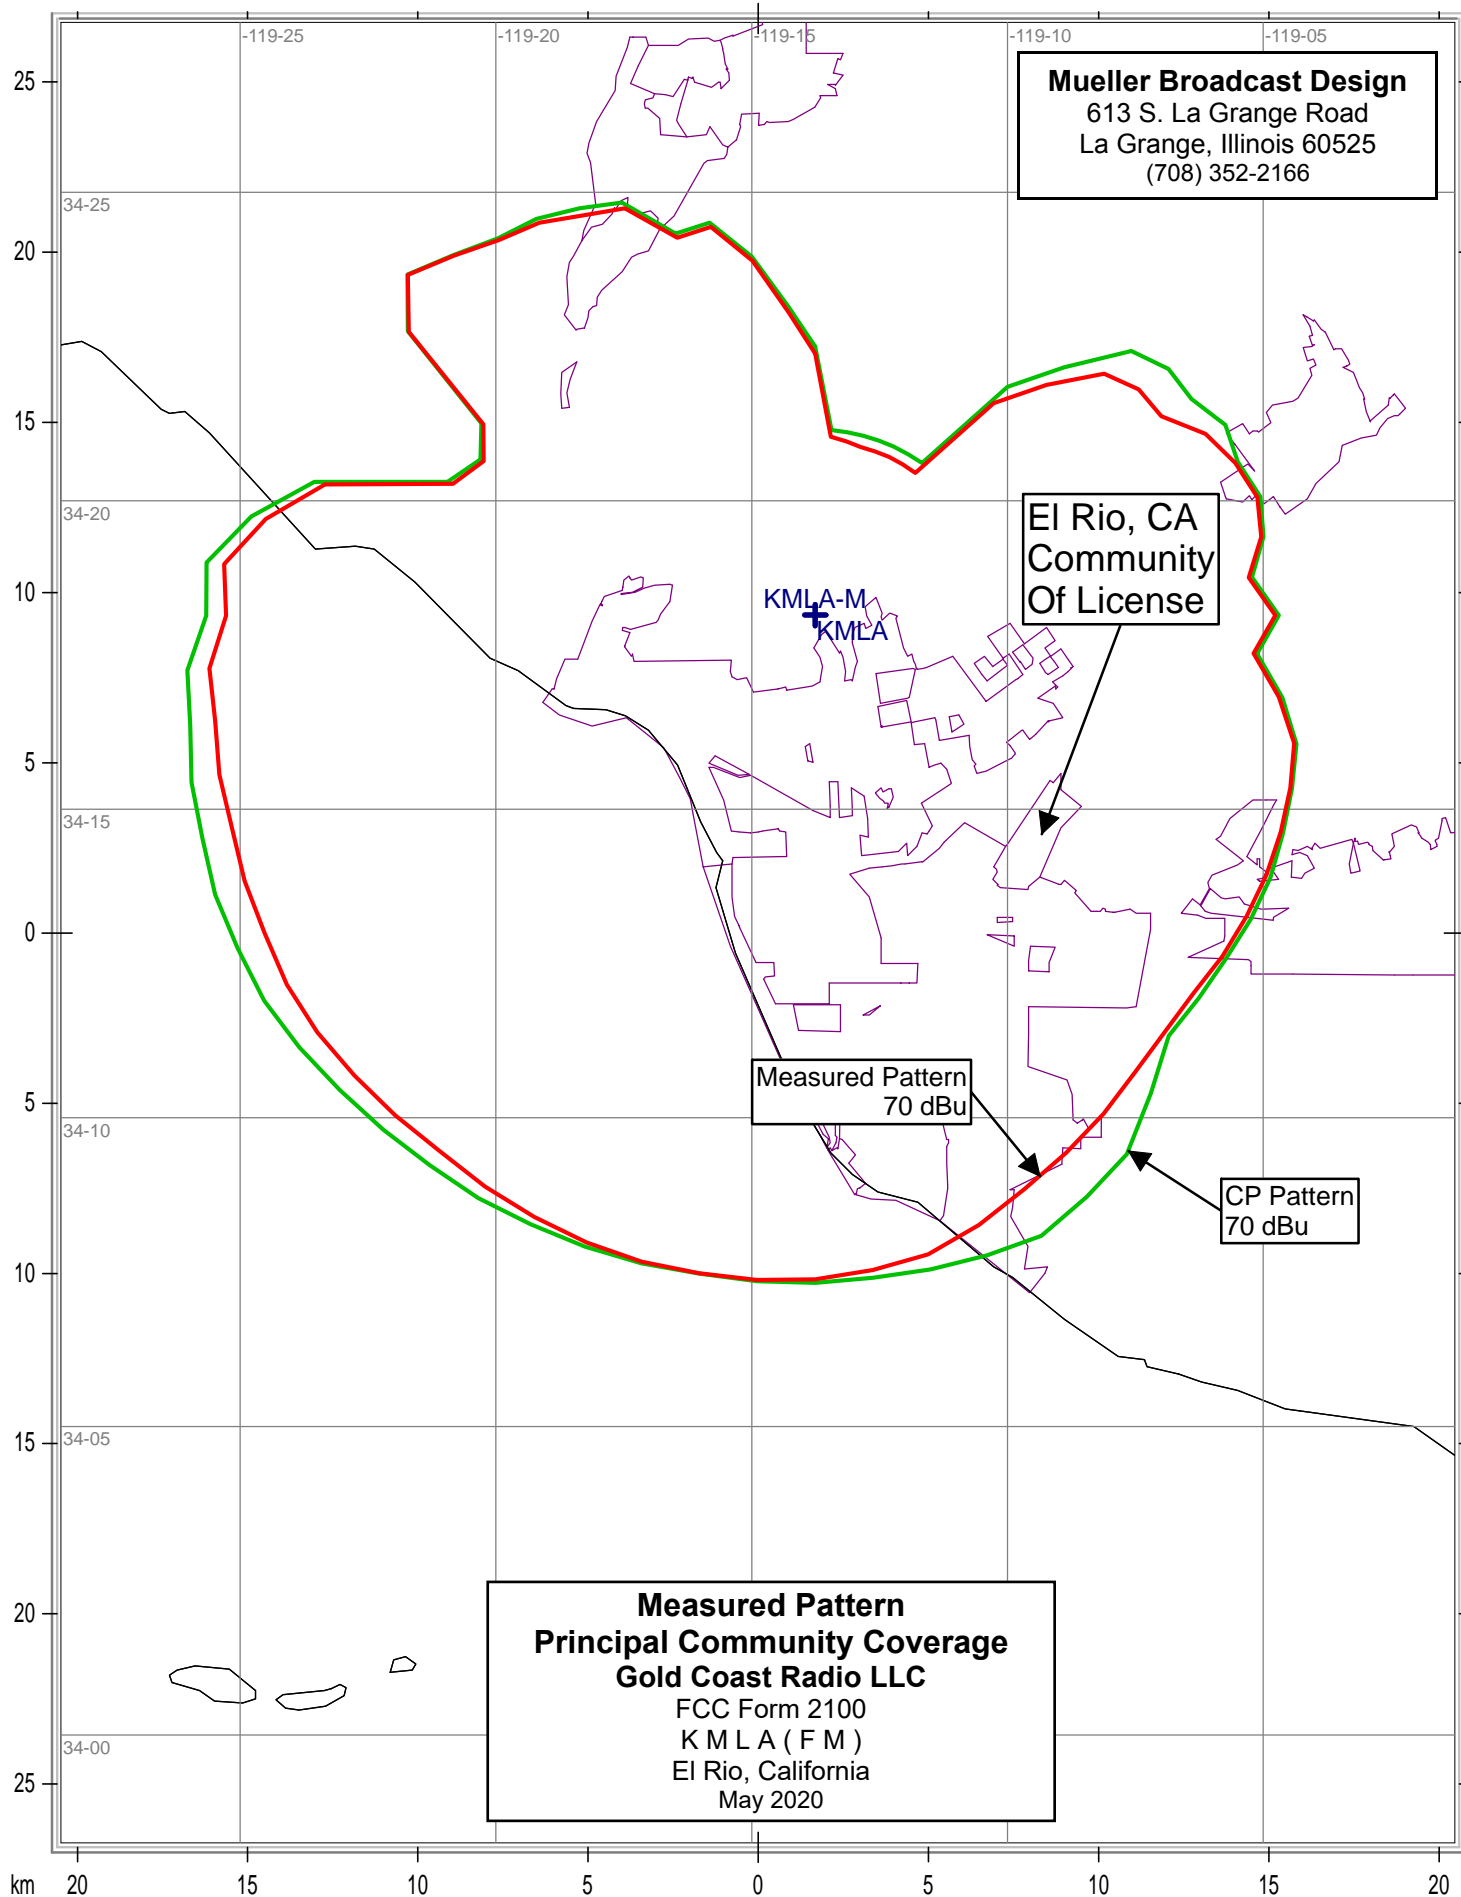 -119-25
-119-20
-119-15
-119-10
-119-05
Mueller Broadcast Design
613 S. La Grange Road
La Grange, Illinois 60525
(708) 352-2166
25
34-25
20
15
34-20
El Rio, CA
Community
Of License
10
KMLA-M
KMLA
5
34-15
0
Measured Pattern
70 dBu
5
34-10
CP Pattern
70 dBu
10
15
34-05
20
Measured Pattern
Principal Community Coverage
Gold Coast Radio LLC
FCC Form 2100
K M L A ( F M )
El Rio, California
May 2020
34-00
25
km 20 15 10 5 0 5 10 15 20